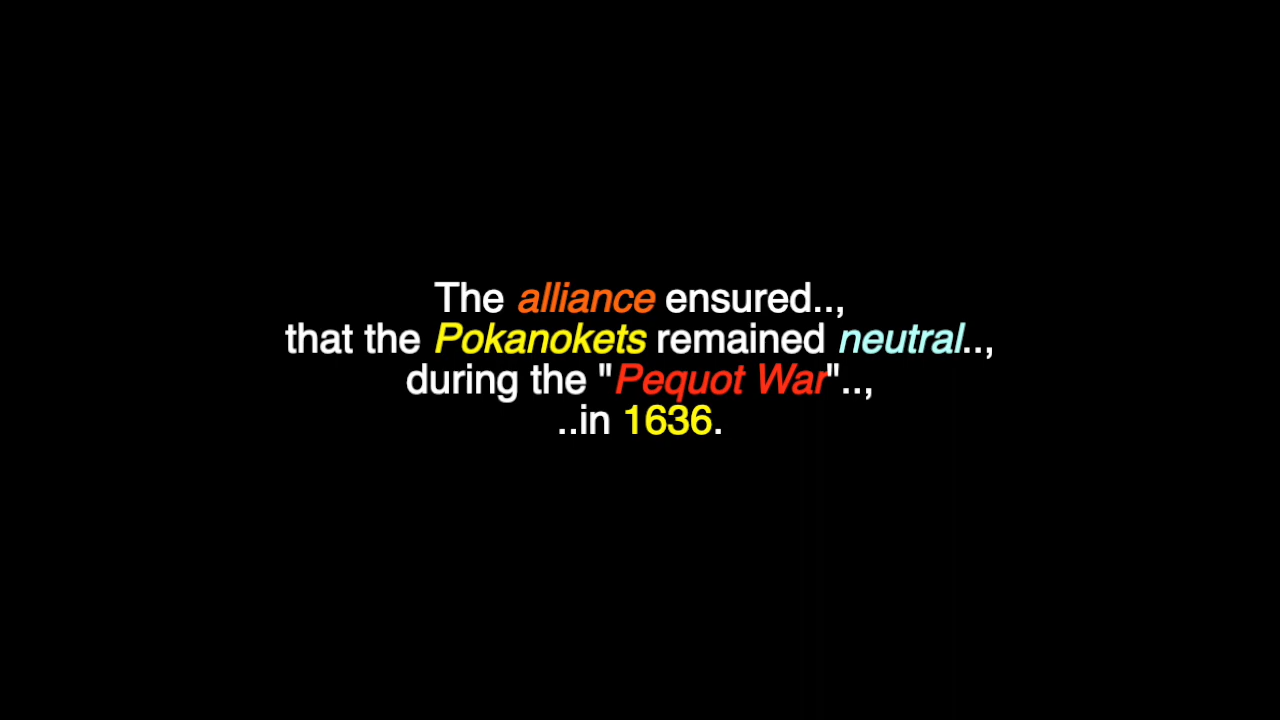 The alliance ensured..,
that the Pokanokets remained neutral..,
during the "Pequot War"..,
..in 1636.